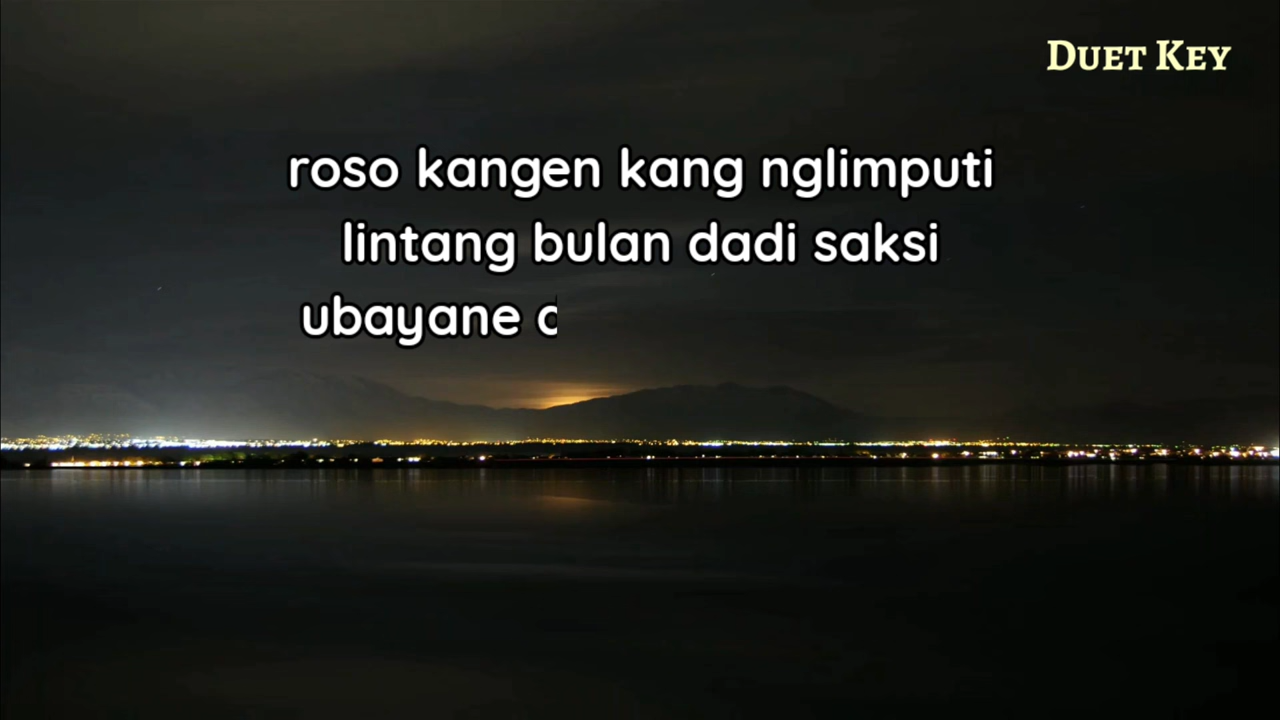 Duet Key
roso kangen kang nglimputi
lintang bulan dadi saksi
ubayane